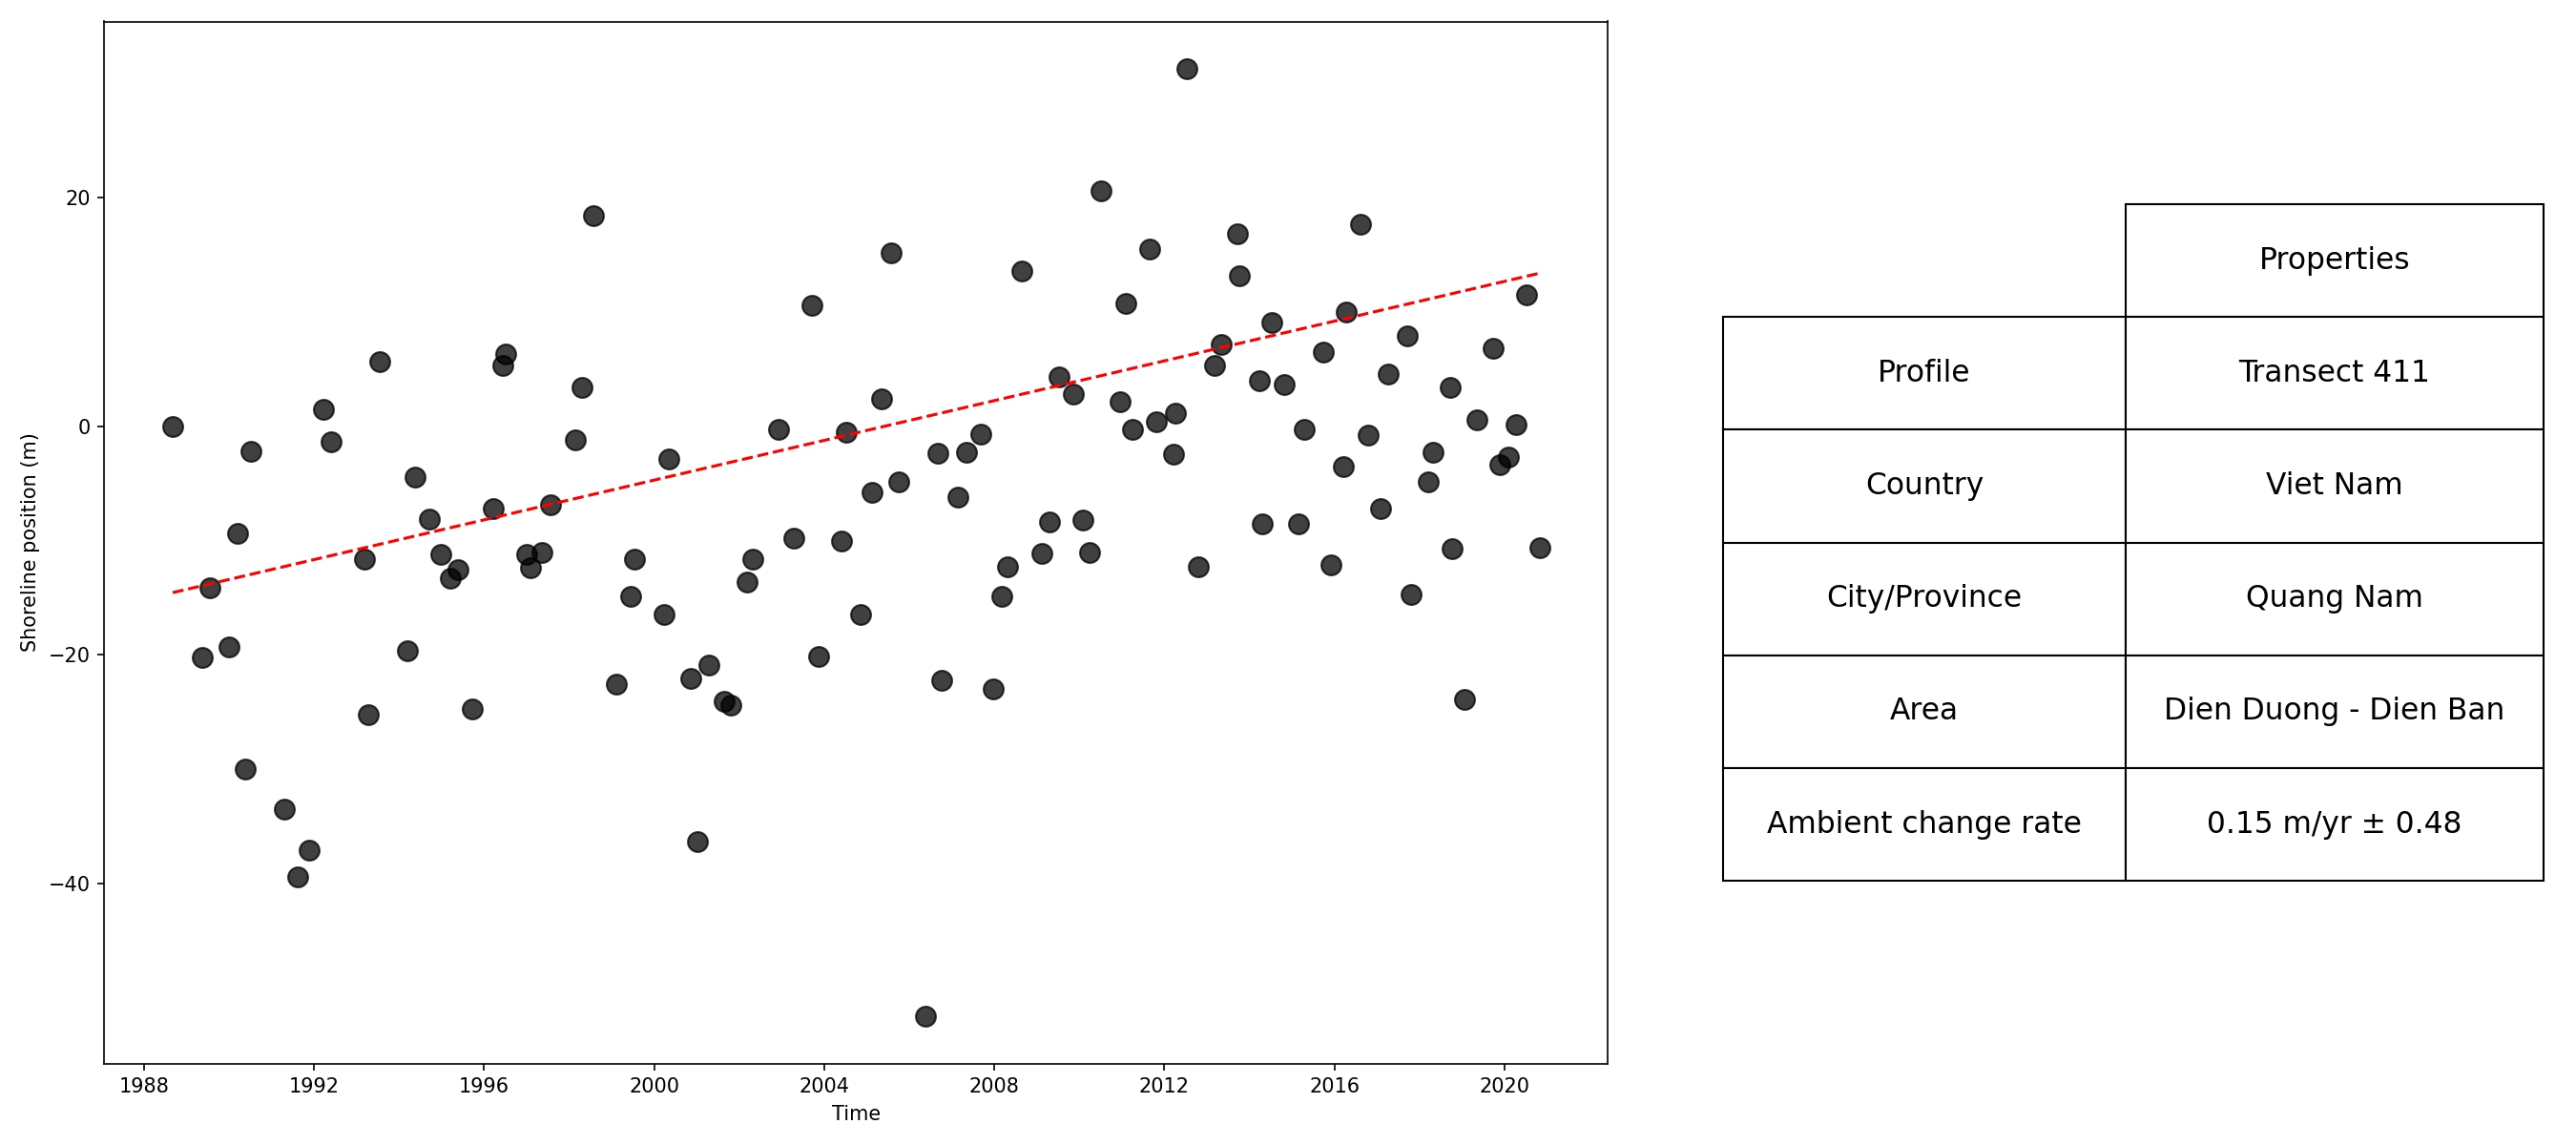 20
0
−20
−40
Shoreline position (m)
1988 1992 1996 2000 2004 2008 2012 2016 2020
Time
Properties
Profile Transect 411
Country Viet Nam
City/Province Quang Nam
Area Dien Duong - Dien Ban
Ambient change rate 0.15 m/yr ± 0.48